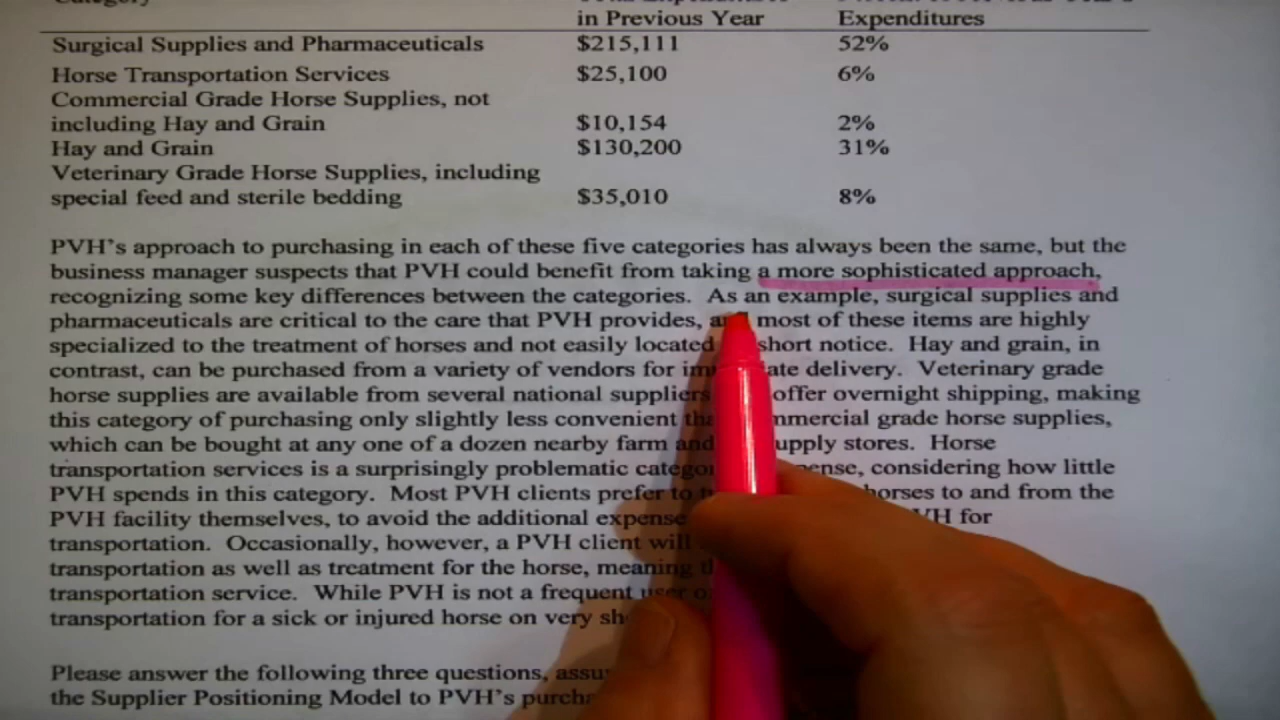 in Previous Year Expenditures
Surgical Supplies and Pharmaceuticals $215,111 52%
Horse Transportation Services $25,100 6%
Commercial Grade Horse Supplies, not
including Hay and Grain $10,154 2%
Hay and Grain $130,200 31%
Veterinary Grade Horse Supplies, including
special feed and sterile bedding $35,010 8%
PVH's approach to purchasing in each of these five categories has always been the same, but the
business manager suspects that PVH could benefit from taking a more sophisticated approach,
recognizing some key differences between the categories. As an example, surgical supplies and
pharmaceuticals are critical to the care that PVH provides, and most of these items are highly
specialized to the treatment of horses and not easily located short notice. Hay and grain, in
contrast, can be purchased from a variety of vendors for delivery. Veterinary grade
horse supplies are available from several national suppliers offer overnight shipping, making
this category of purchasing only slightly less convenient commercial grade horse supplies,
which can be bought at any one of a dozen nearby farm and supply stores. Horse
transportation services is a surprisingly problematic considering how little
PVH spends in this category. Most PVH clients prefer to horses to and from the
PVH facility themselves, to avoid the additional expense for
transportation. Occasionally, however, a PVH client will
transportation as well as treatment for the horse, meaning
transportation service. While PVH is not a frequent user
transportation for a sick or injured horse on very
Please answer the following three questions,
the Supplier Positioning Model to PVH's